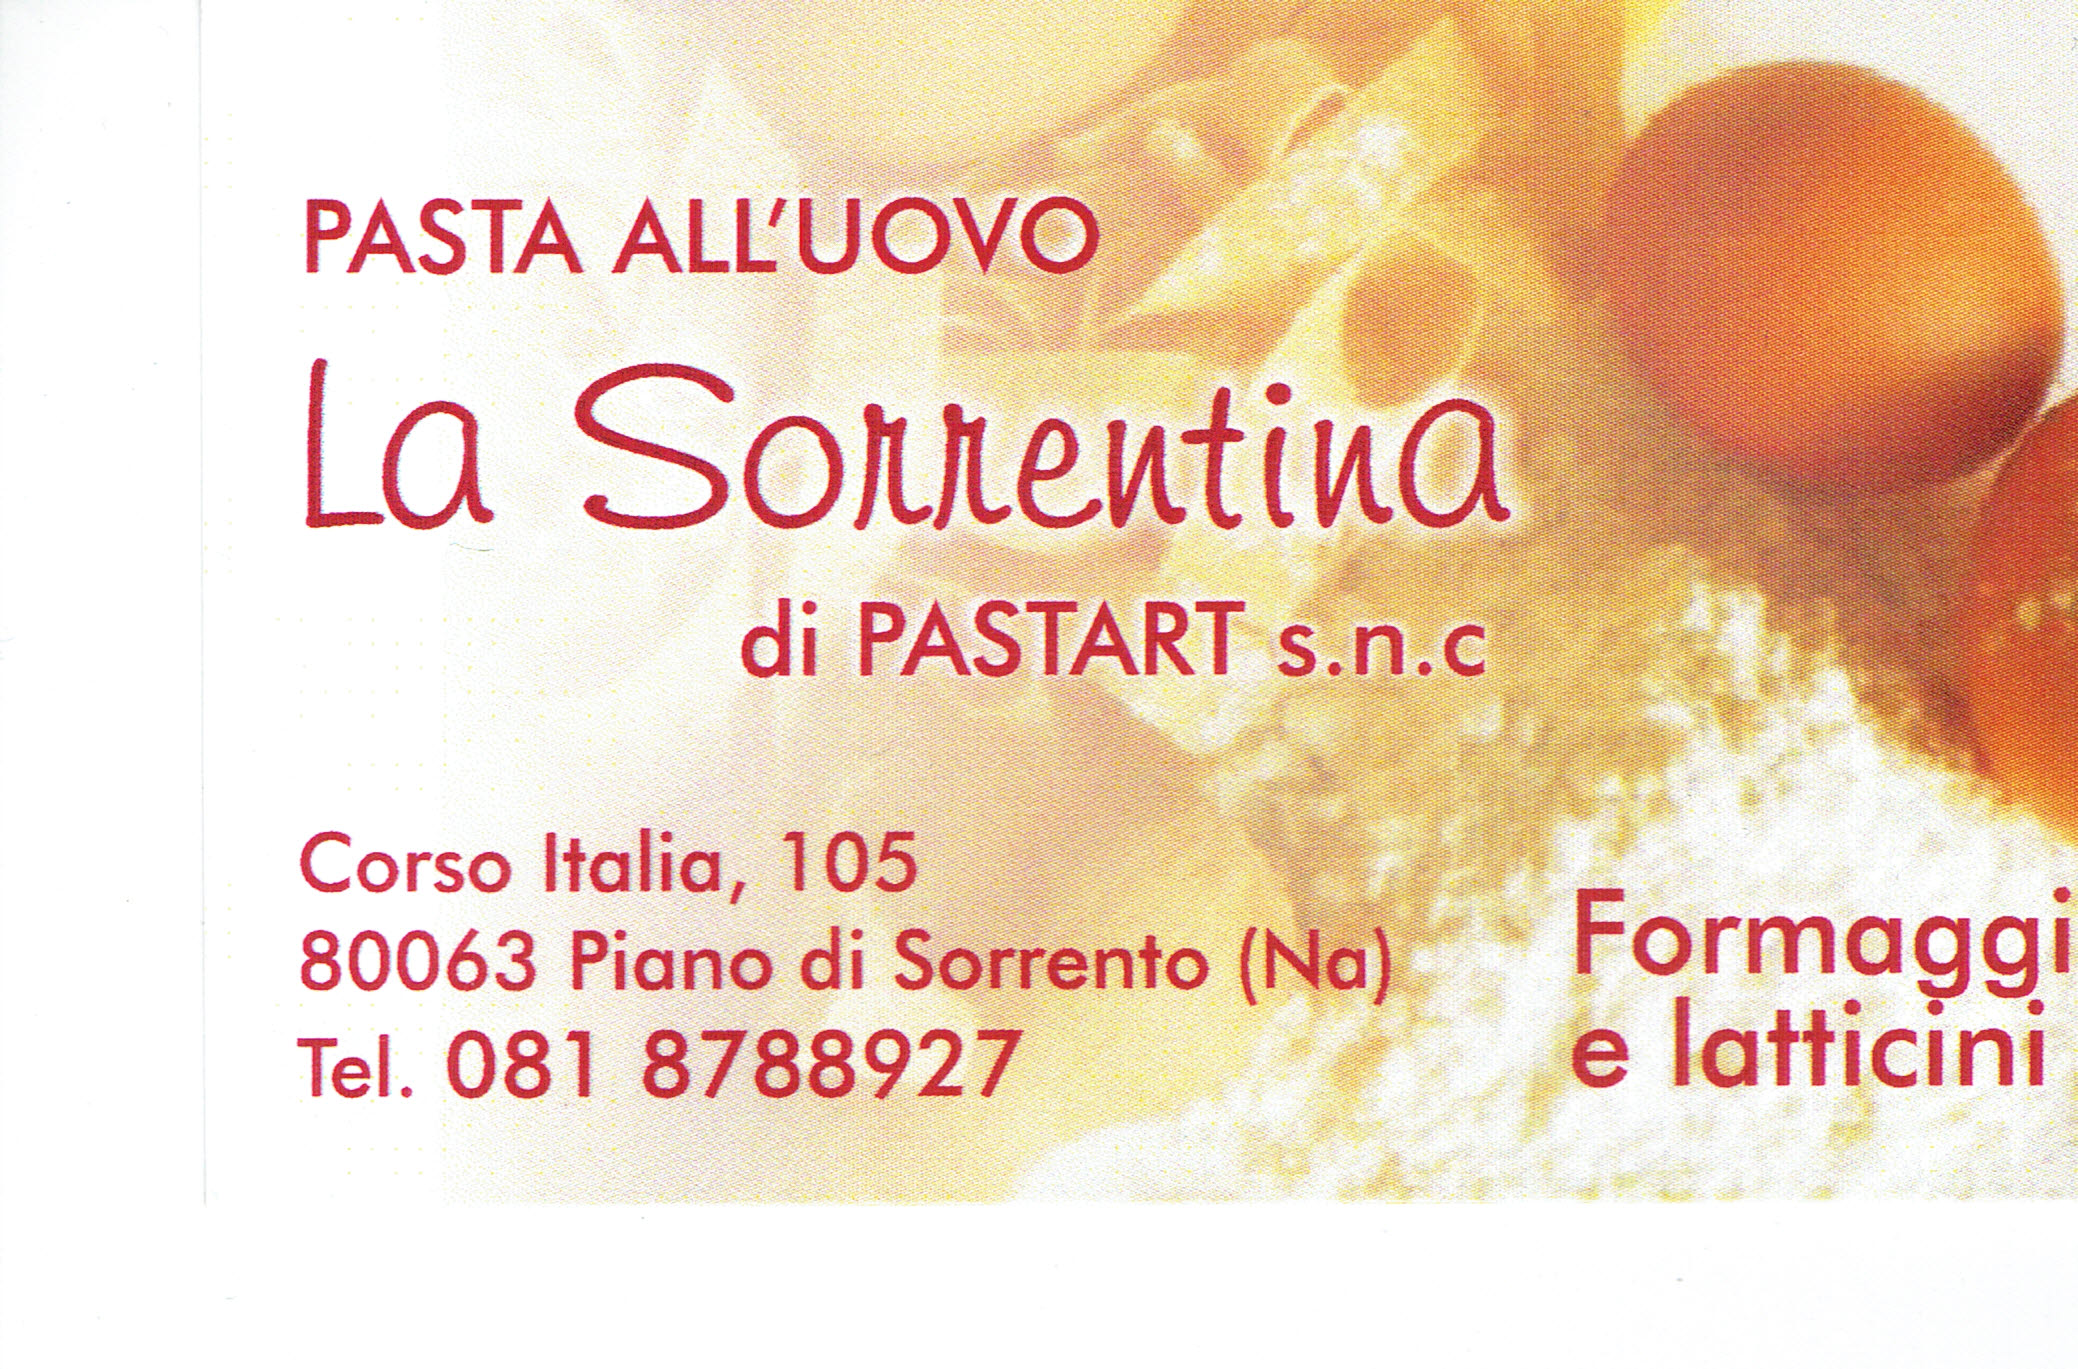 PASTA ALL'UOVO
La Sorrentina
di PASTART s.n.c
Corso Italia, 105
80063 Piano di Sorrento (Na)
Tel. 081 8788927
Formaggi
e latticini